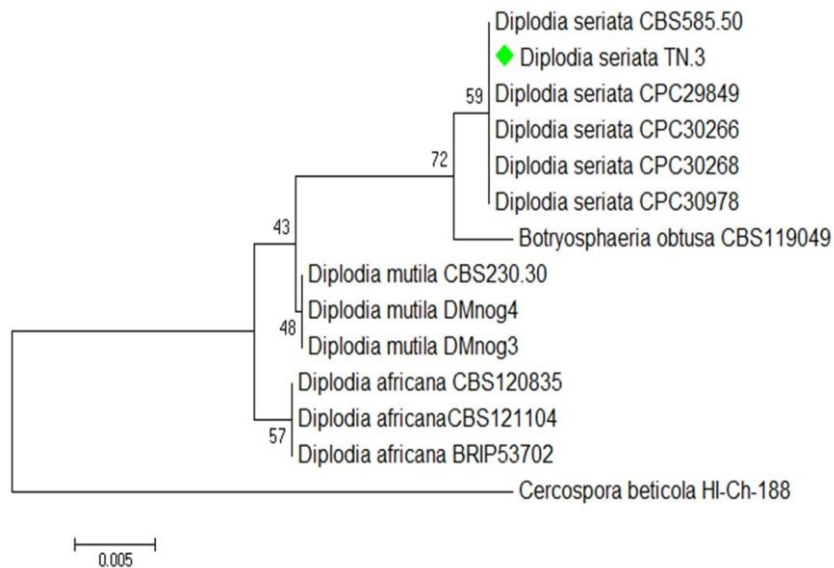 Diplodia seriata CBS585.50
Diplodia seriata TN.3
59
Diplodia seriata CPC29849
Diplodia seriata CPC30266
72
Diplodia seriata CPC30268
Diplodia seriata CPC30978
43
Botryosphaeria obtusa CBS119049
Diplodia mutila CBS230.30
Diplodia mutila DMnog4
48
Diplodia mutila DMnog3
Diplodia africana CBS120835
Diplodia africanaCBS121104
57
Diplodia africana BRIP53702
Cercospora beticola HI-Ch-188
0.005